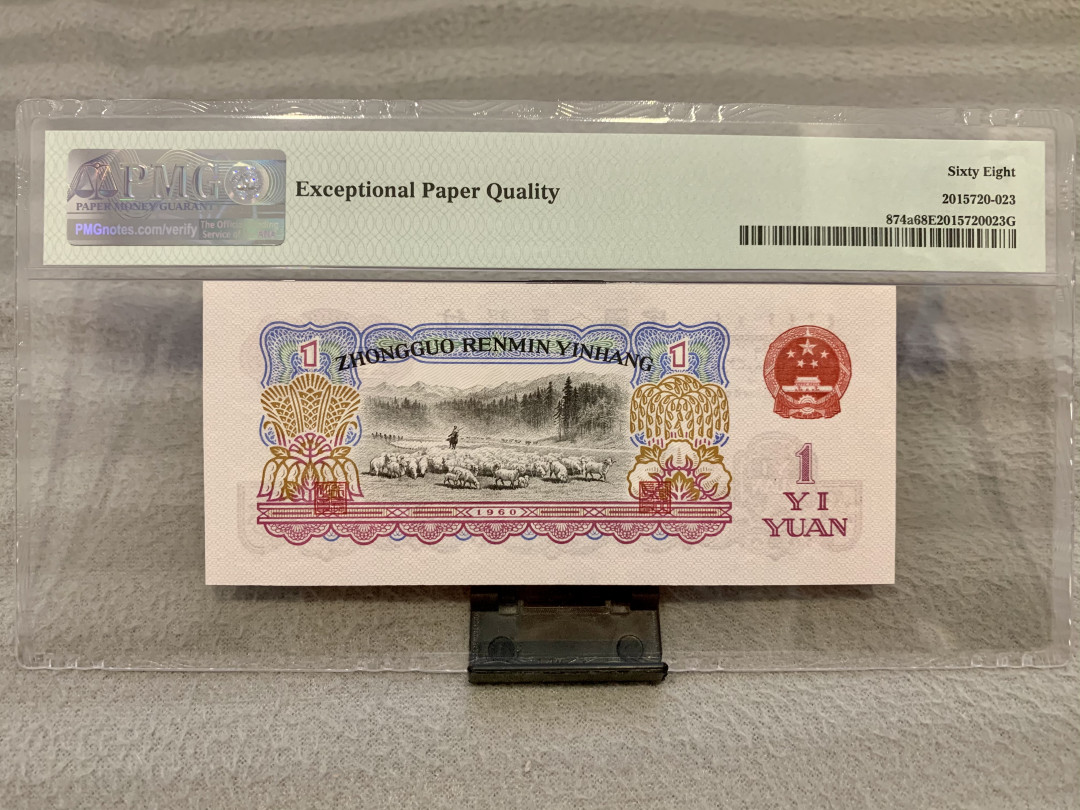 PMG
PAPER MONEY GUARANTY
PMGnotes.com/verify
Exceptional Paper Quality
Sixty Eight
2015720-023
874a68E2015720023G
1
ZHONGGUO RENMIN YINHANG
1
1960
1
YI
YUAN